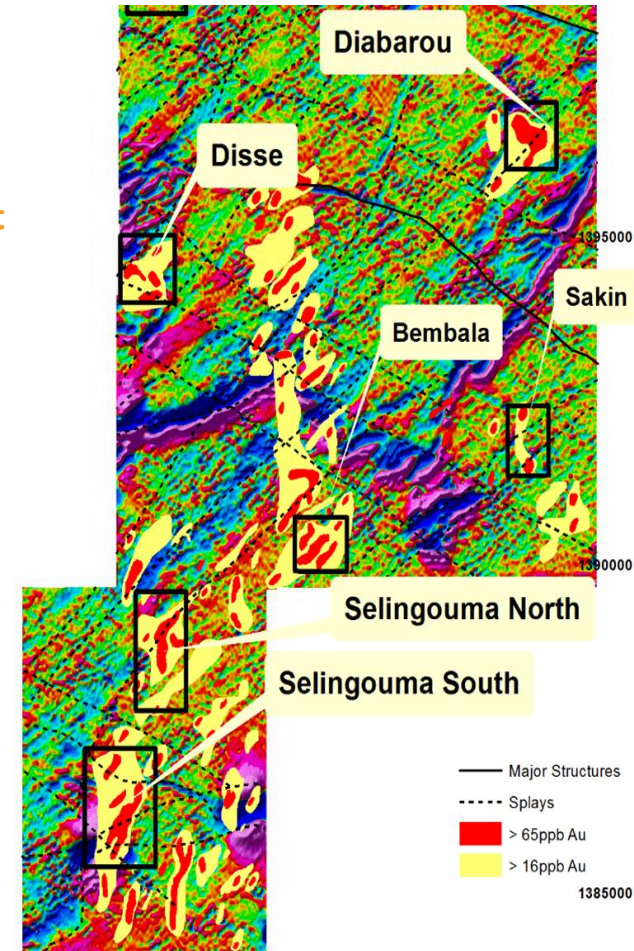 Diabarou
Disse
1395000
Sakin
Bembala
1390000
Selingouma North
Selingouma South
Major Structures
Splays
> 65ppb Au
> 16ppb Au
1385000